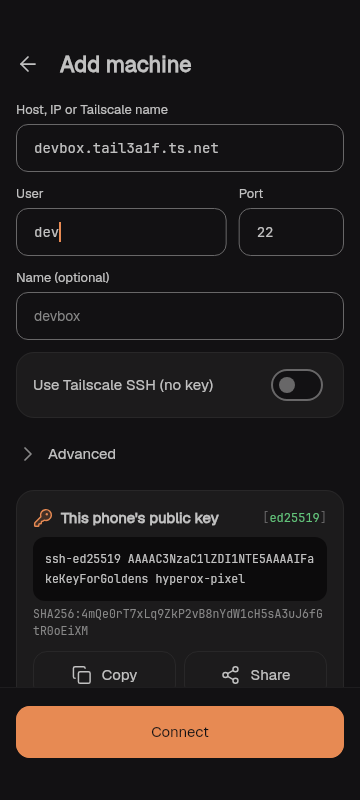 Add machine
Host, IP or Tailscale name
devbox.tail3a1f.ts.net
User
Port
dev
22
Name (optional)
devbox
Use Tailscale SSH (no key)
Advanced
This phone's public key
[ed25519]
ssh-ed25519 AAAAC3NzaC1lZDI1NTE5AAAAIFa
keKeyForGoldens hyperox-pixel
SHA256:4mQe0rT7xLq9ZkP2vB8nYdW1cH5sA3uJ6fG
tR0oEiXM
Copy
Share
Connect